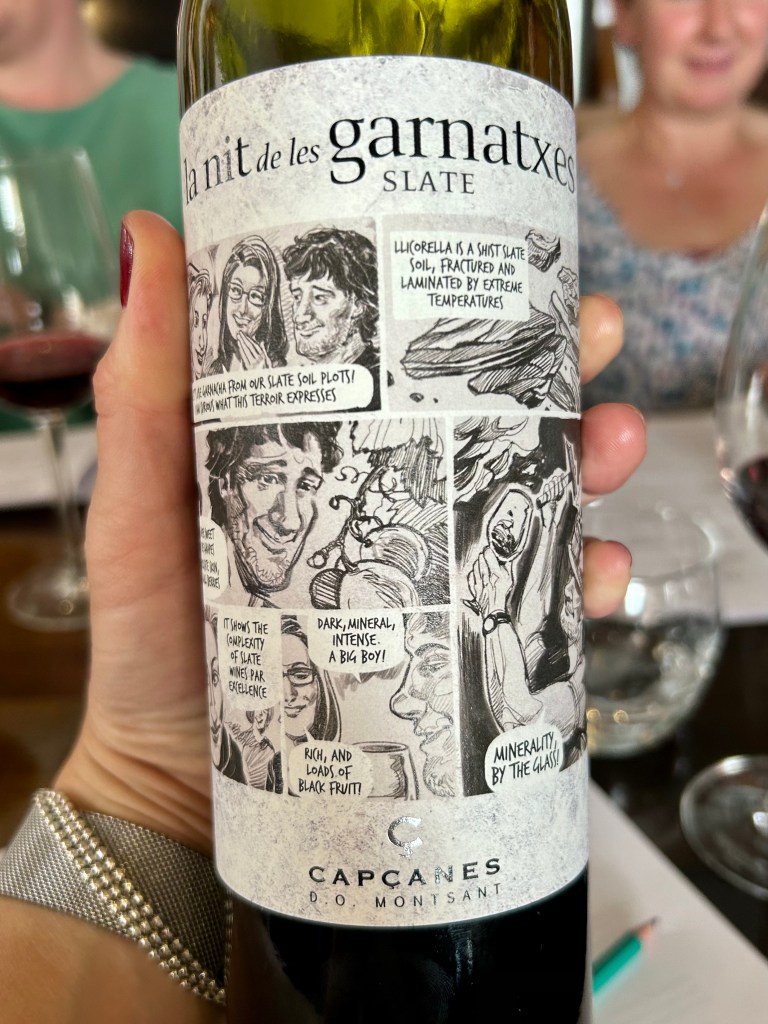 la nit de les garnatxes
SLATE
GARNACHA FROM OUR SLATE SOIL PLOTS!
WHAT THIS TERROIR EXPRESSES
LLICORELLA IS A SHIST SLATE
SOIL, FRACTURED AND
LAMINATED BY EXTREME
TEMPERATURES
IT SHOWS THE
COMPLEXITY
OF SLATE
WINES PAR
EXCELLENCE
DARK, MINERAL,
INTENSE.
A BIG BOY!
RICH, AND
LOADS OF
BLACK FRUIT!
MINERALITY,
BY THE GLASS!
CAPÇANES
D.O. MONTSANT